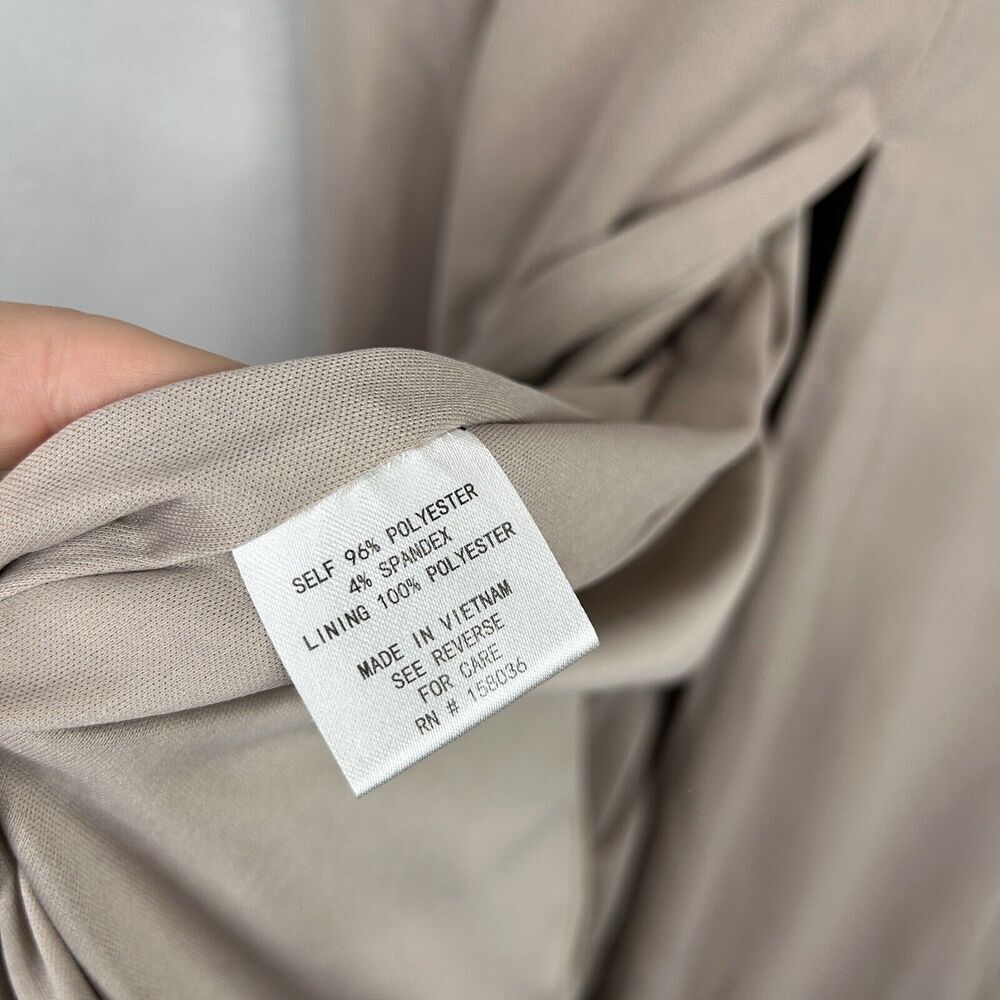 SELF 96% POLYESTER
4% SPANDEX
LINING 100% POLYESTER
MADE IN VIETNAM
SEE REVERSE
FOR CARE
RN # 158036